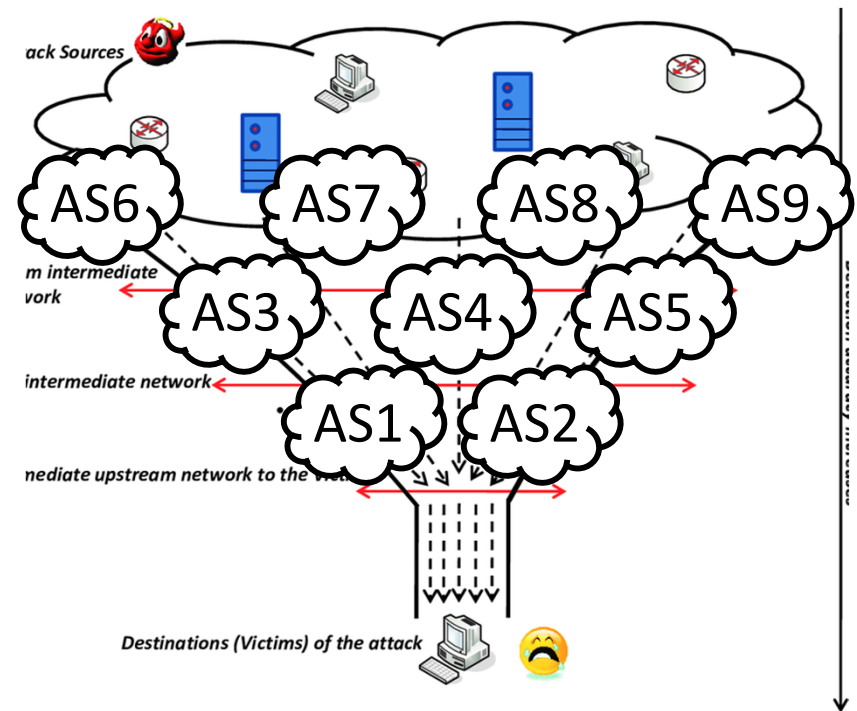 ack Sources
AS6
AS7
AS8
AS9
m intermediate
work
AS3
AS4
AS5
intermediate network
AS1
AS2
mediate upstream network to the
Destinations (Victims) of the attack